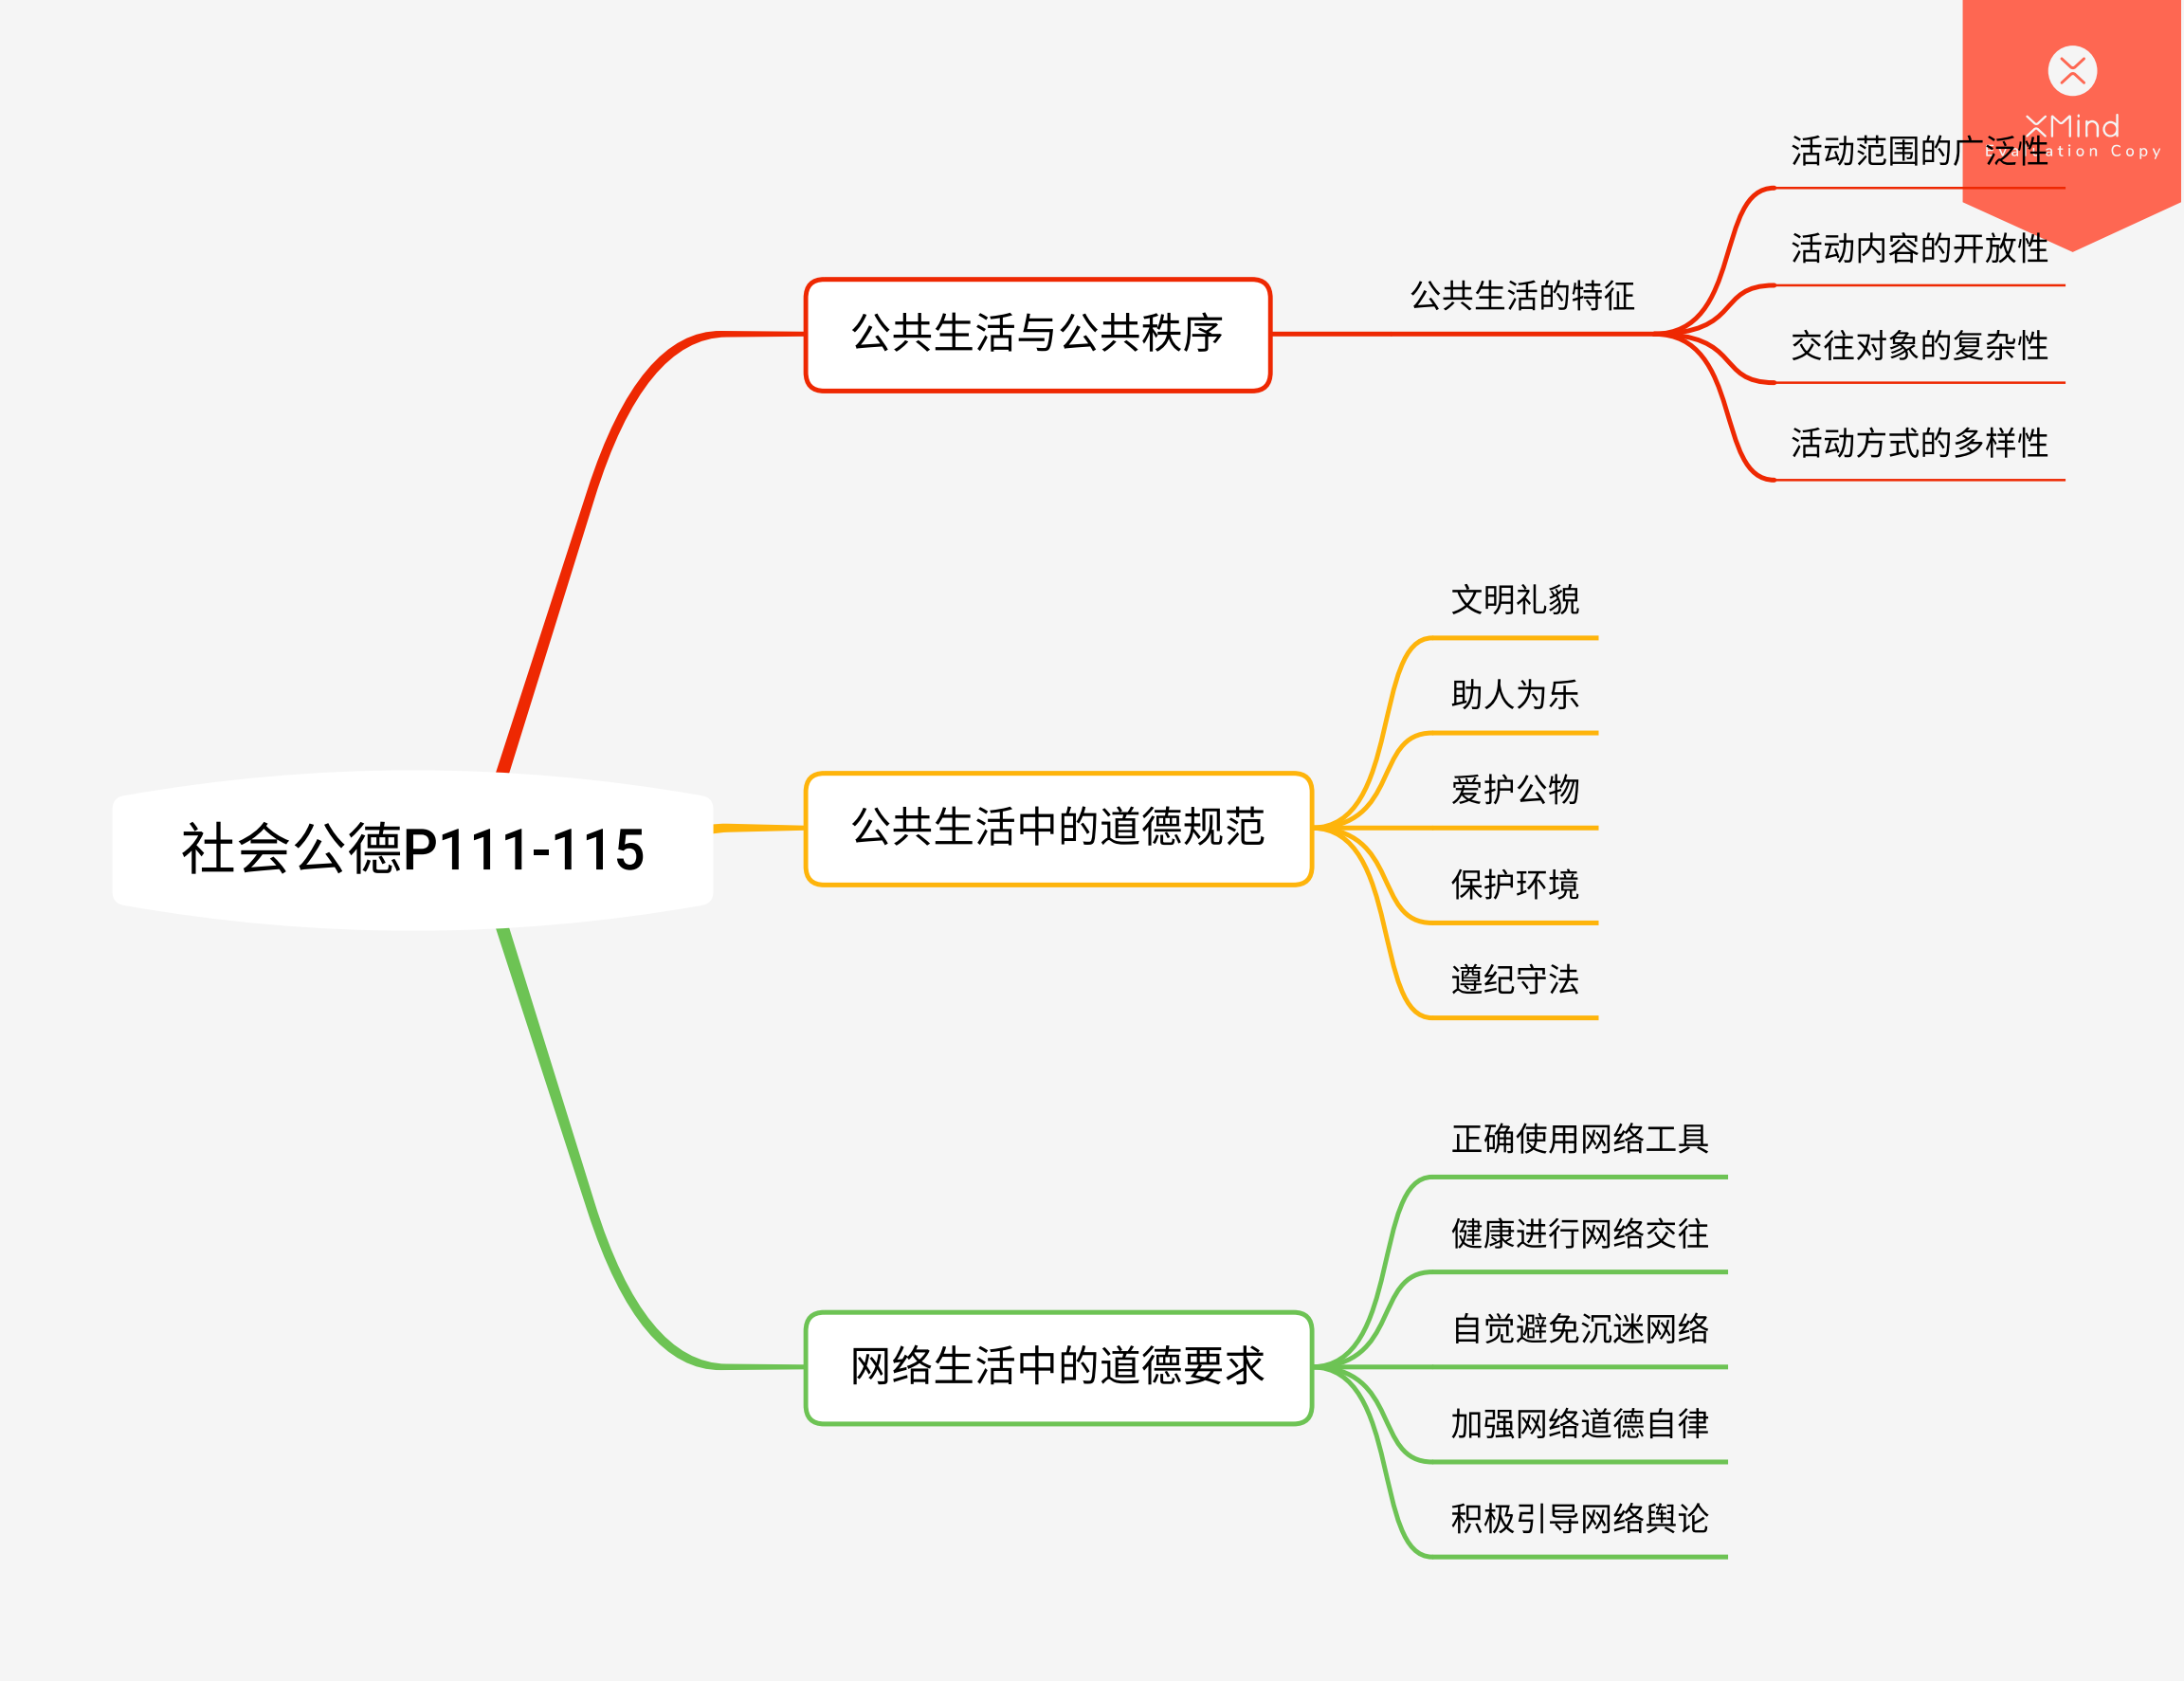 社会公德P111-115
公共生活与公共秩序
公共生活的特征
活动范围的广泛性
活动内容的开放性
交往对象的复杂性
活动方式的多样性
公共生活中的道德规范
文明礼貌
助人为乐
爱护公物
保护环境
遵纪守法
网络生活中的道德要求
正确使用网络工具
健康进行网络交往
自觉避免沉迷网络
加强网络道德自律
积极引导网络舆论
XMind
Evaluation Copy